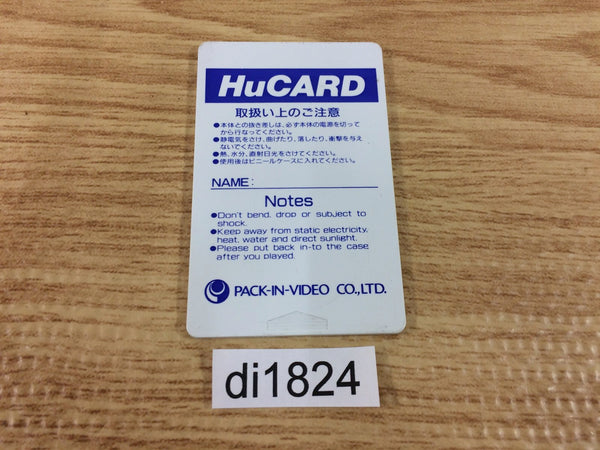 HuCARD
取扱い上のご注意
●本体との抜き差しは、必ず本体の電源を切って
から行なってください。
●静電気をさけ、曲げたり、落したり、衝撃を与え
ないでください。
●熱、水分、直射日光をさけてください。
●使用後はビニールケースに入れてください。
NAME:
Notes
●Don't bend, drop or subject to
shock.
●Keep away from static electricity,
heat, water and direct sunlight.
●Please put back in-to the case
after you played.
PACK-IN-VIDEO CO.,LTD.
di1824